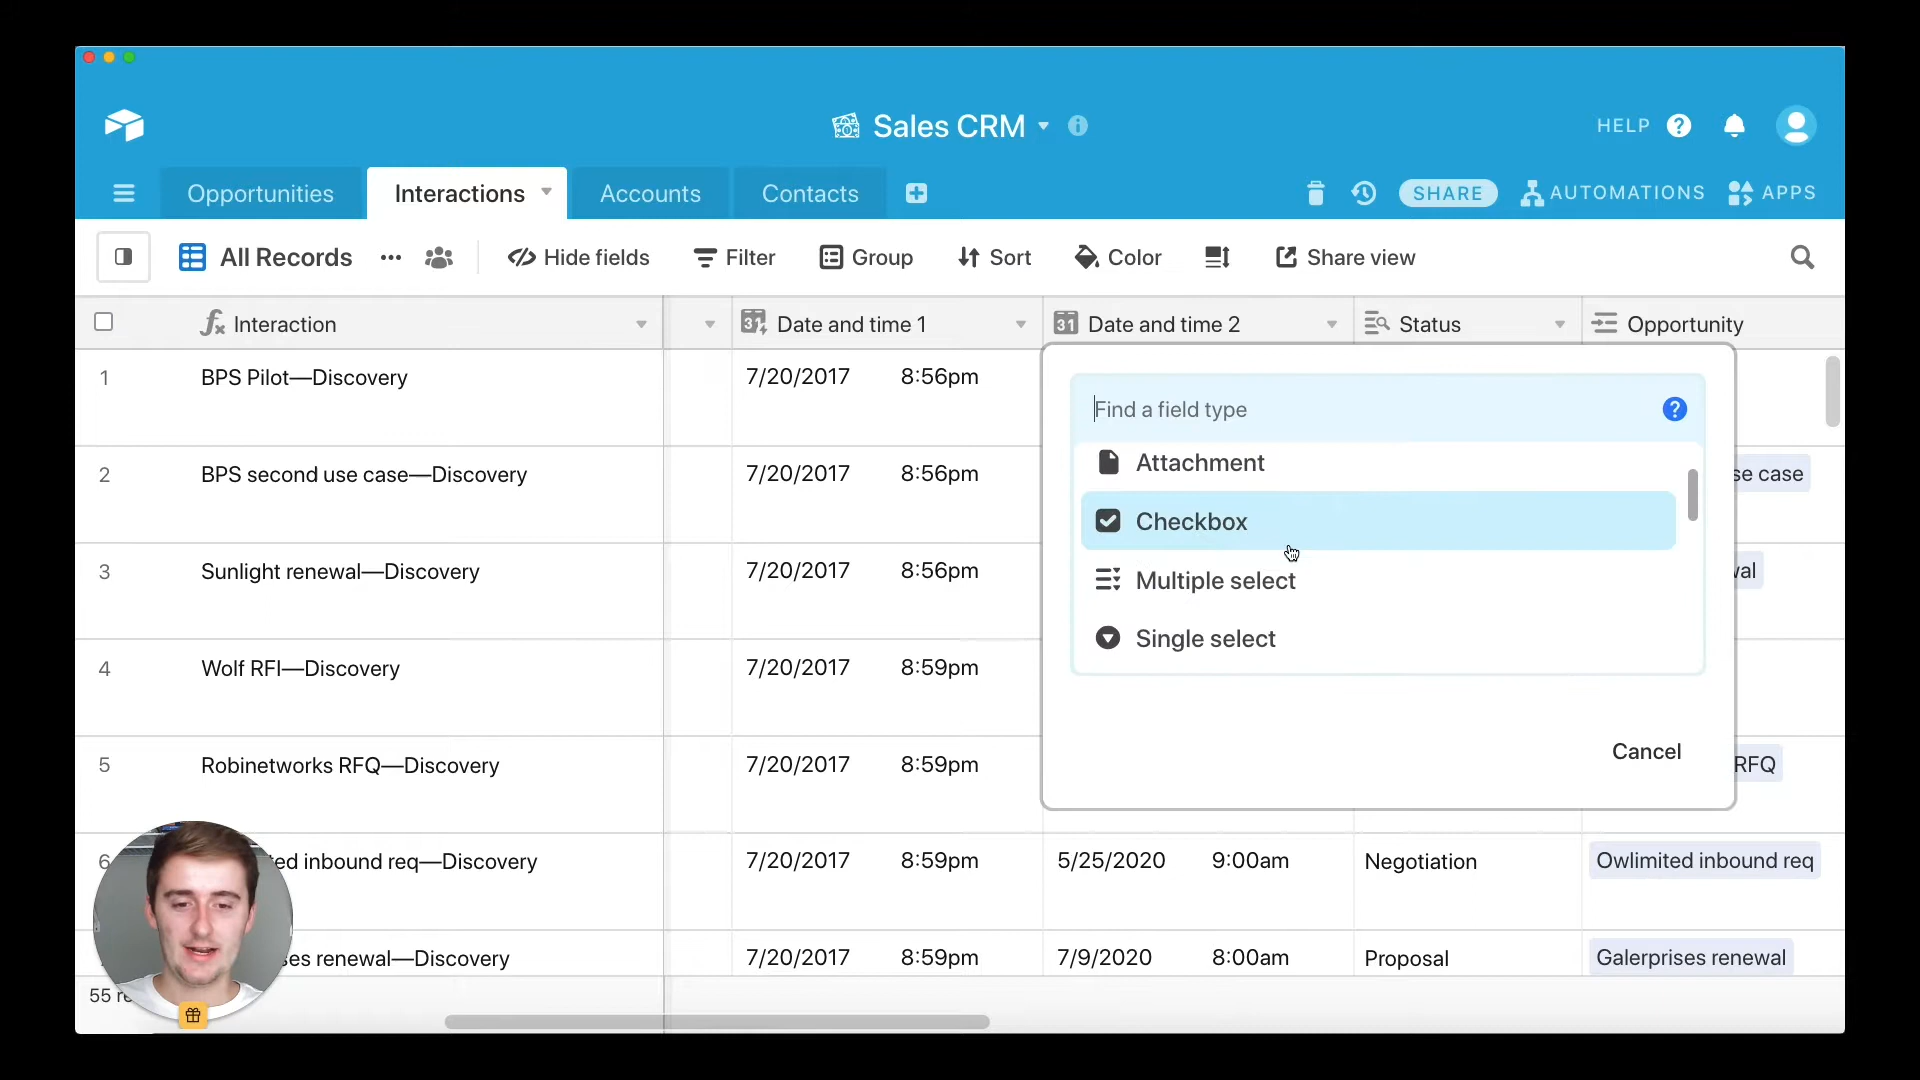 Sales CRM
HELP
Opportunities
Interactions
Accounts
Contacts
SHARE
AUTOMATIONS
APPS
All Records
Hide fields
Filter
Group
Sort
Color
Share view
Interaction
31 Date and time 1
31 Date and time 2
Status
Opportunity
1 BPS Pilot—Discovery 7/20/2017 8:56pm
2 BPS second use case—Discovery 7/20/2017 8:56pm se case
3 Sunlight renewal—Discovery 7/20/2017 8:56pm
4 Wolf RFI—Discovery 7/20/2017 8:59pm
5 Robinetworks RFQ—Discovery 7/20/2017 8:59pm RFQ
6 ed inbound req—Discovery 7/20/2017 8:59pm 5/25/2020 9:00am Negotiation Owlimited inbound req
es renewal—Discovery 7/20/2017 8:59pm 7/9/2020 8:00am Proposal Galerprises renewal
55
Find a field type
Attachment
Checkbox
Multiple select
Single select
Cancel